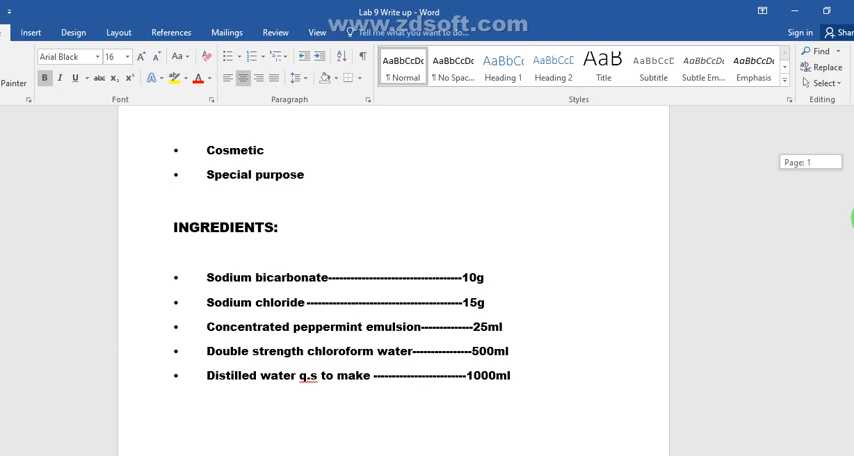 Lab 9 Write up - Word
www.zdsoft.com
Insert Design Layout References Mailings Review View Tell me what you want to do... Sign in Shar
Painter
Arial Black 16 A A Aa
B I U abc x₂ x² A A
Font
Paragraph
AaBbCcDc AaBbCcDc AaBbCc AaBbCcD AaB AaBbCcD AaBbCcDc AaBbCcDc
¶ Normal ¶ No Spac... Heading 1 Heading 2 Title Subtitle Subtle Em... Emphasis
Styles
Find
Replace
Select
Editing
Page: 1
• Cosmetic
• Special purpose
INGREDIENTS:
• Sodium bicarbonate------------------------------------10g
• Sodium chloride ------------------------------------------15g
• Concentrated peppermint emulsion--------------25ml
• Double strength chloroform water----------------500ml
• Distilled water q.s to make -------------------------1000ml